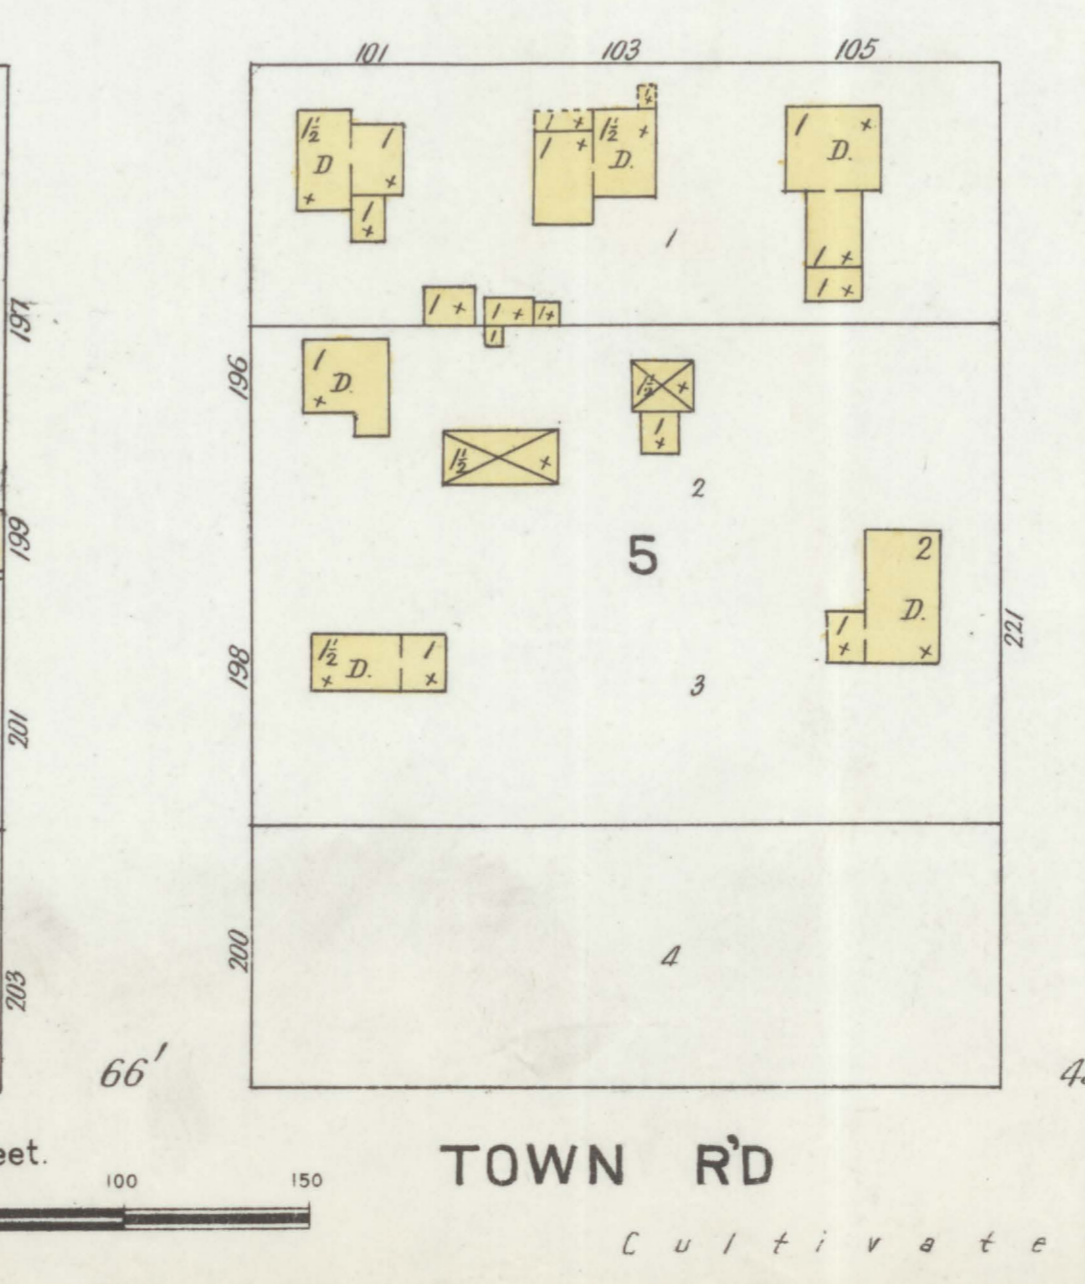 101 103 105
1½ 1 1 x 1½' x 1 x
D 1 x D. D.
x x
1 x 1
1 x
1 x 1 x 1x 1 x
1
197 196
1 D. x 1½ x
1 x
1½' x
2
199 5 2
D.
1 x x 221
198 1½' D. 1
x x 3
201
200 4
203
66'
eet. TOWN R'D
100 150
Cultivate